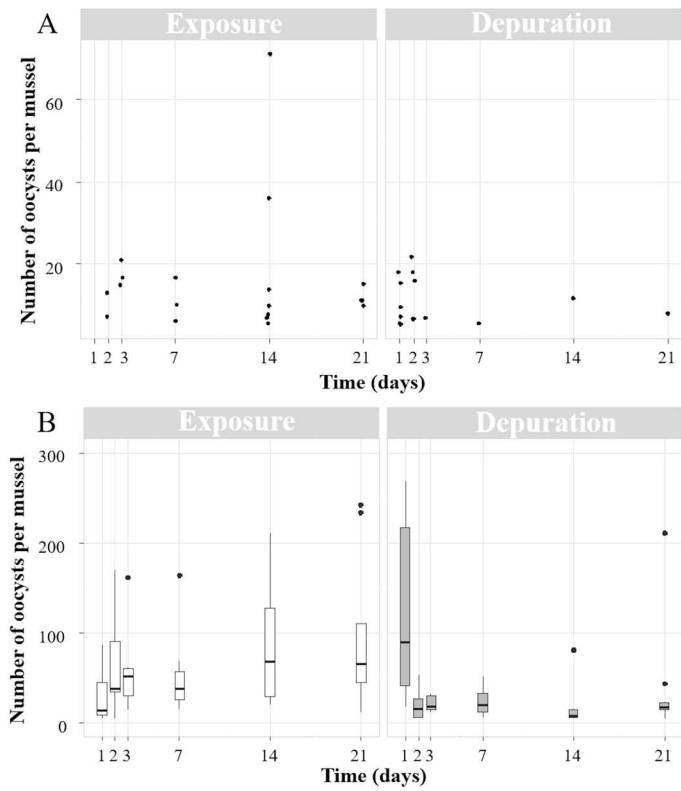 A
Exposure
Depuration
Number of oocysts per mussel
60
40
20
1 2 3 7 14 21
1 2 3 7 14 21
Time (days)
B
Exposure
Depuration
Number of oocysts per mussel
300
200
100
0
1 2 3 7 14 21
1 2 3 7 14 21
Time (days)